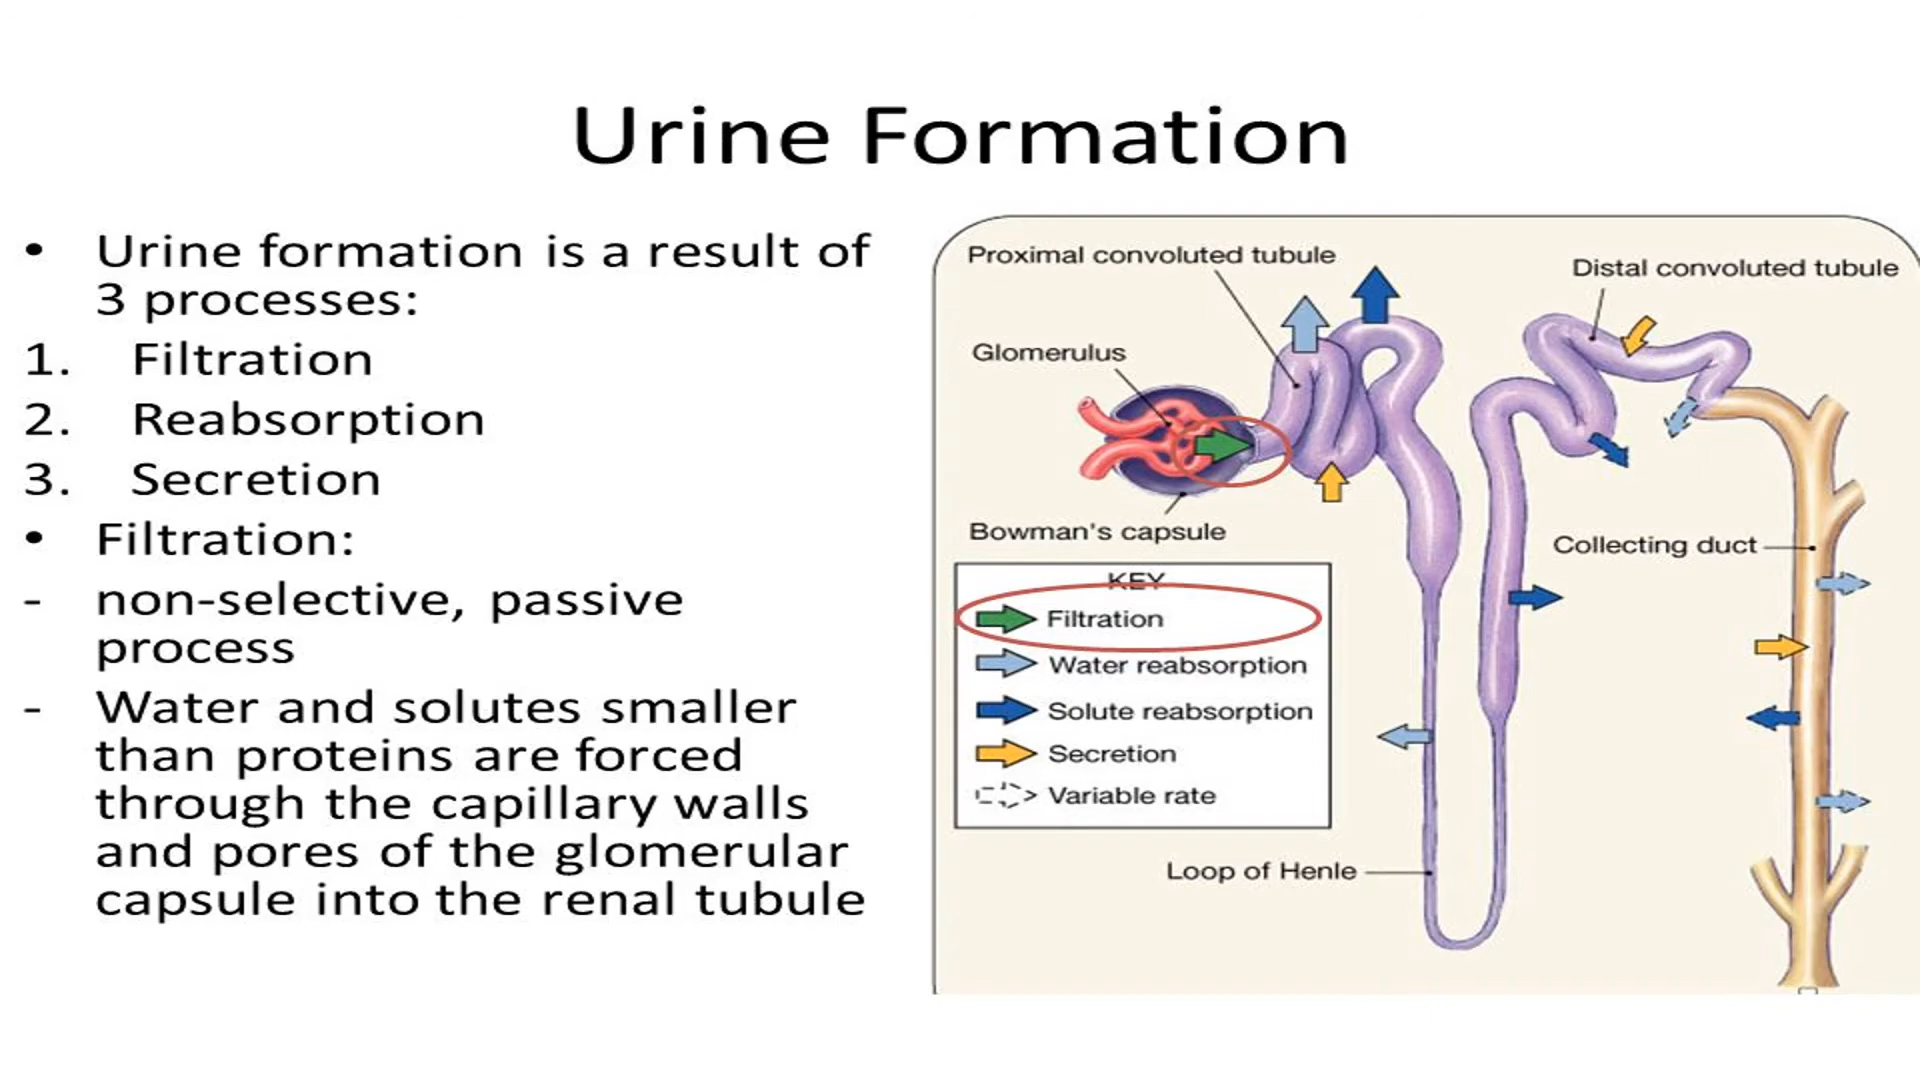 Urine Formation
• Urine formation is a result of
3 processes:
1. Filtration
2. Reabsorption
3. Secretion
• Filtration:
- non-selective, passive
process
- Water and solutes smaller
than proteins are forced
through the capillary walls
and pores of the glomerular
capsule into the renal tubule
Proximal convoluted tubule
Distal convoluted tubule
Glomerulus
Bowman's capsule
Collecting duct
KEY
Filtration
Water reabsorption
Solute reabsorption
Secretion
Variable rate
Loop of Henle